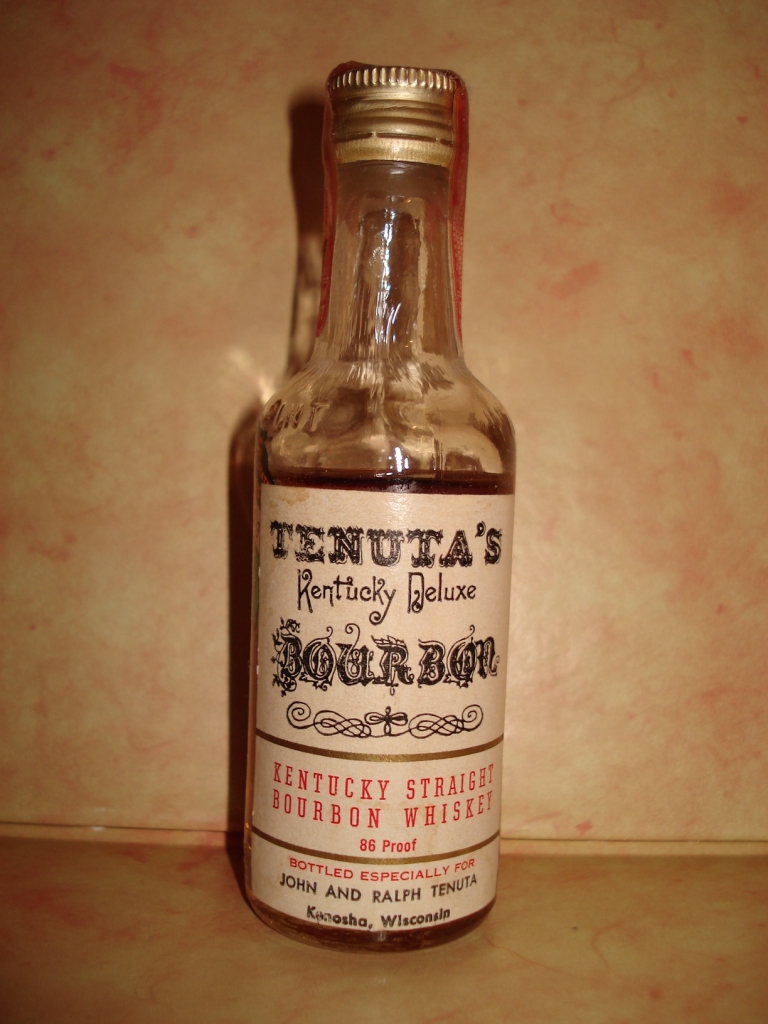 TENUTA'S
Kentucky Deluxe
BOURBON
KENTUCKY STRAIGHT
BOURBON WHISKEY
86 Proof
BOTTLED ESPECIALLY FOR
JOHN AND RALPH TENUTA
Kenosha, Wisconsin